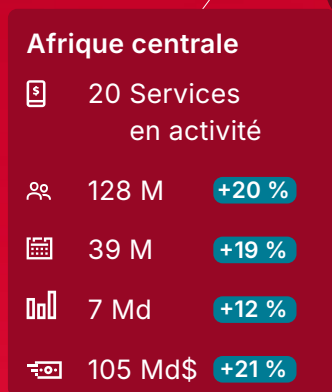 Afrique centrale
20 Services
en activité
128 M +20 %
39 M +19 %
7 Md +12 %
105 Md$ +21 %